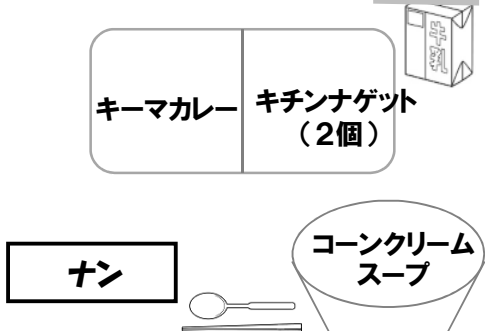 牛乳
キーマカレー
キチンナゲット
（２個）
ナン
コーンクリーム
スープ